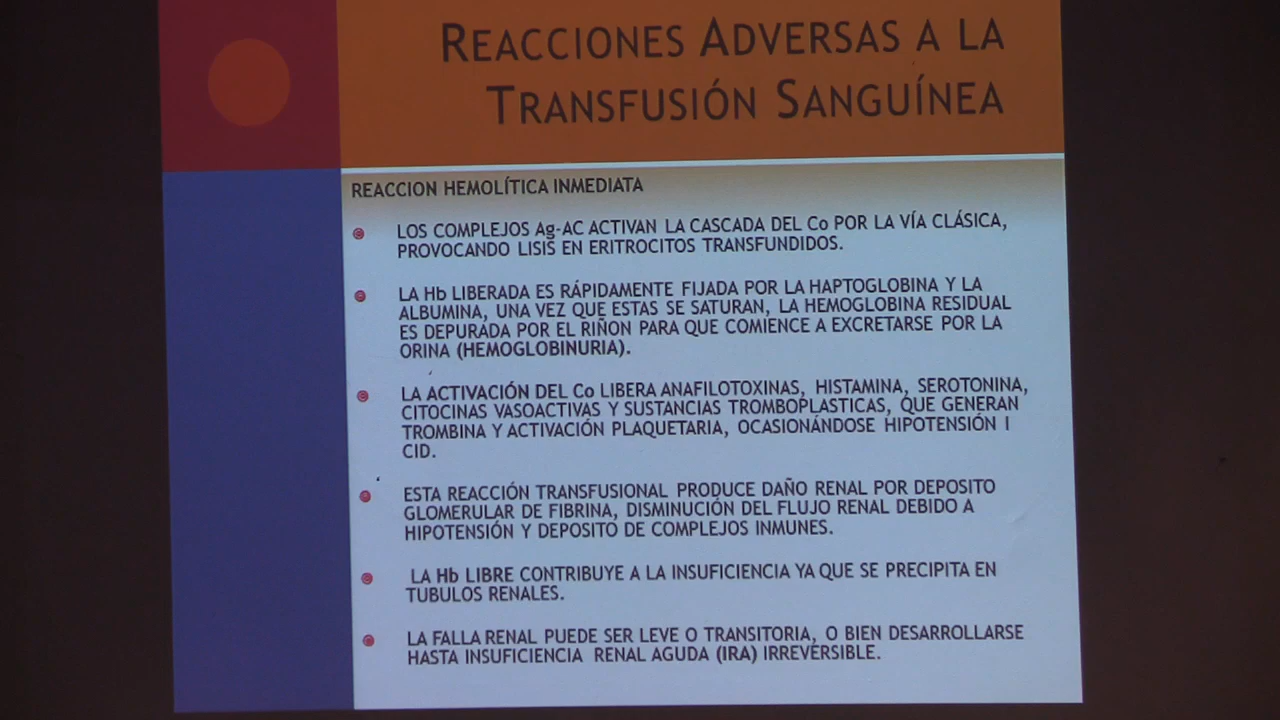 REACCIONES ADVERSAS A LA
TRANSFUSIÓN SANGUÍNEA
REACCION HEMOLÍTICA INMEDIATA
LOS COMPLEJOS Ag-AC ACTIVAN LA CASCADA DEL Co POR LA VÍA CLÁSICA,
PROVOCANDO LISIS EN ERITROCITOS TRANSFUNDIDOS.
LA Hb LIBERADA ES RÁPIDAMENTE FIJADA POR LA HAPTOGLOBINA Y LA
ALBUMINA, UNA VEZ QUE ESTAS SE SATURAN, LA HEMOGLOBINA RESIDUAL
ES DEPURADA POR EL RIÑON PARA QUE COMIENCE A EXCRETARSE POR LA
ORINA (HEMOGLOBINURIA).
LA ACTIVACIÓN DEL Co LIBERA ANAFILOTOXINAS, HISTAMINA, SEROTONINA,
CITOCINAS VASOACTIVAS Y SUSTANCIAS TROMBOPLASTICAS, QUE GENERAN
TROMBINA Y ACTIVACIÓN PLAQUETARIA, OCASIONÁNDOSE HIPOTENSIÓN I
CID.
ESTA REACCIÓN TRANSFUSIONAL PRODUCE DAÑO RENAL POR DEPOSITO
GLOMERULAR DE FIBRINA, DISMINUCIÓN DEL FLUJO RENAL DEBIDO A
HIPOTENSIÓN Y DEPOSITO DE COMPLEJOS INMUNES.
LA Hb LIBRE CONTRIBUYE A LA INSUFICIENCIA YA QUE SE PRECIPITA EN
TUBULOS RENALES.
LA FALLA RENAL PUEDE SER LEVE O TRANSITORIA, O BIEN DESARROLLARSE
HASTA INSUFICIENCIA RENAL AGUDA (IRA) IRREVERSIBLE.